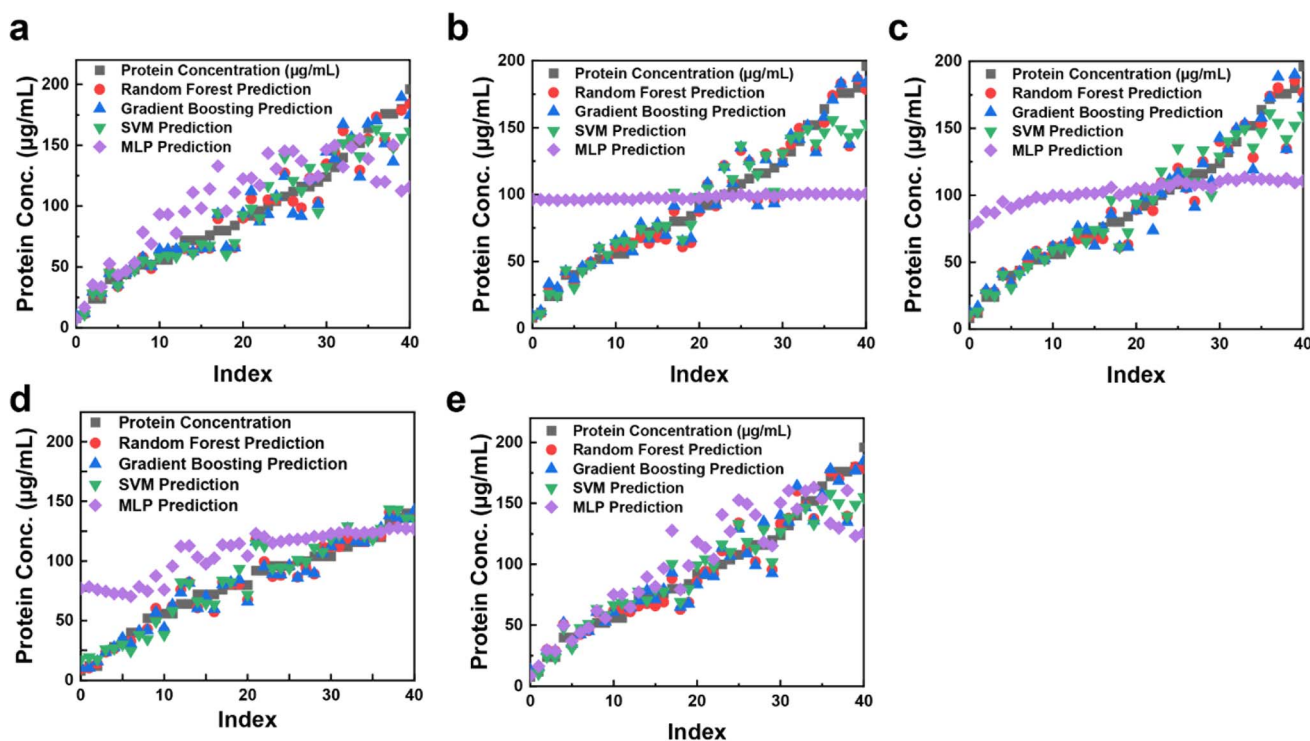 a
Protein Conc. (µg/mL)
200
150
100
50
0
Protein Concentration (µg/mL)
Random Forest Prediction
Gradient Boosting Prediction
SVM Prediction
MLP Prediction
0 10 20 30 40
Index
b
Protein Conc. (µg/mL)
200
150
100
50
0
Protein Concentration (µg/mL)
Random Forest Prediction
Gradient Boosting Prediction
SVM Prediction
MLP Prediction
0 10 20 30 40
Index
c
Protein Conc. (µg/mL)
200
150
100
50
0
Protein Concentration (µg/mL)
Random Forest Prediction
Gradient Boosting Prediction
SVM Prediction
MLP Prediction
0 10 20 30 40
Index
d
Protein Conc. (µg/mL)
200
150
100
50
0
Protein Concentration
Random Forest Prediction
Gradient Boosting Prediction
SVM Prediction
MLP Prediction
0 10 20 30 40
Index
e
Protein Conc. (µg/mL)
200
150
100
50
0
Protein Concentration (µg/mL)
Random Forest Prediction
Gradient Boosting Prediction
SVM Prediction
MLP Prediction
0 10 20 30 40
Index